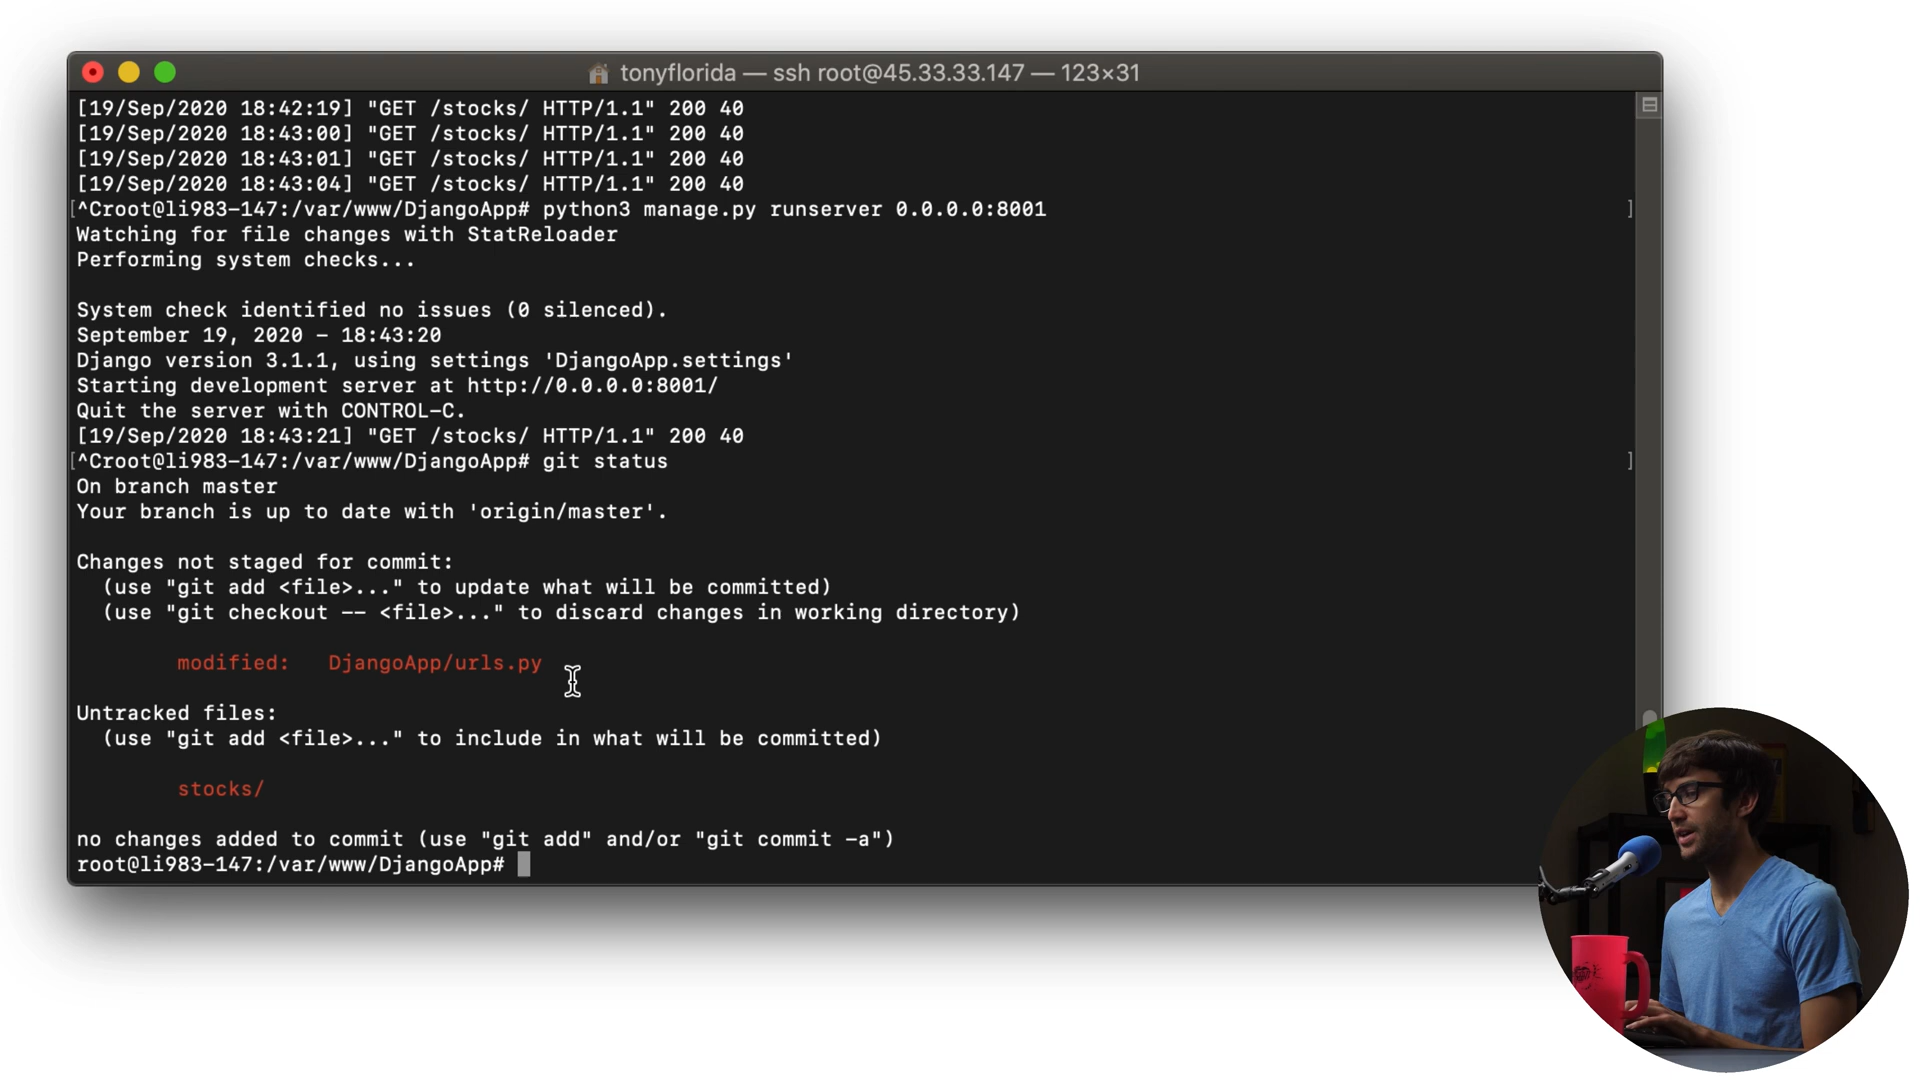 tonyflorida — ssh root@45.33.33.147 — 123×31
[19/Sep/2020 18:42:19] "GET /stocks/ HTTP/1.1" 200 40
[19/Sep/2020 18:43:00] "GET /stocks/ HTTP/1.1" 200 40
[19/Sep/2020 18:43:01] "GET /stocks/ HTTP/1.1" 200 40
[19/Sep/2020 18:43:04] "GET /stocks/ HTTP/1.1" 200 40
[^Croot@li983-147:/var/www/DjangoApp# python3 manage.py runserver 0.0.0.0:8001 ]
Watching for file changes with StatReloader
Performing system checks...
System check identified no issues (0 silenced).
September 19, 2020 - 18:43:20
Django version 3.1.1, using settings 'DjangoApp.settings'
Starting development server at http://0.0.0.0:8001/
Quit the server with CONTROL-C.
[19/Sep/2020 18:43:21] "GET /stocks/ HTTP/1.1" 200 40
[^Croot@li983-147:/var/www/DjangoApp# git status ]
On branch master
Your branch is up to date with 'origin/master'.
Changes not staged for commit:
(use "git add <file>..." to update what will be committed)
(use "git checkout -- <file>..." to discard changes in working directory)
modified: DjangoApp/urls.py
Untracked files:
(use "git add <file>..." to include in what will be committed)
stocks/
no changes added to commit (use "git add" and/or "git commit -a")
root@li983-147:/var/www/DjangoApp#